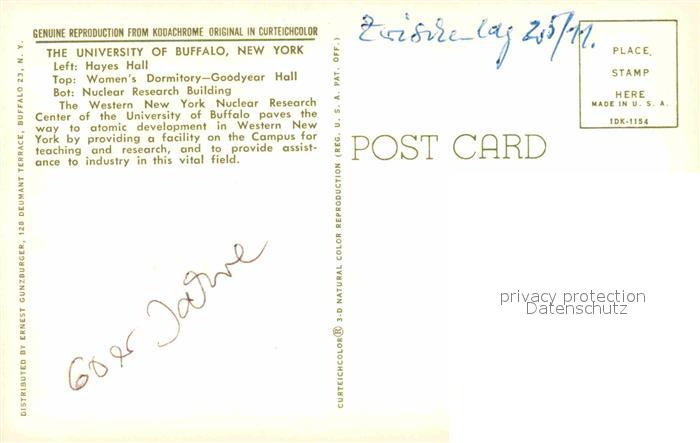 GENUINE REPRODUCTION FROM KODACHROME ORIGINAL IN CURTEICHCOLOR
THE UNIVERSITY OF BUFFALO, NEW YORK
Left: Hayes Hall
Top: Women's Dormitory—Goodyear Hall
Bot: Nuclear Research Building
The Western New York Nuclear Research
Center of the University of Buffalo paves the
way to atomic development in Western New
York by providing a facility on the Campus for
teaching and research, and to provide assist-
ance to industry in this vital field.
DISTRIBUTED BY ERNEST GUNZBURGER, 128 DEUMANT TERRACE, BUFFALO 23, N. Y.
60er Jahre
CURTEICHCOLOR® 3-D NATURAL COLOR REPRODUCTION (REG. U. S. A. PAT. OFF.)
PLACE
STAMP
HERE
MADE IN U. S. A.
1DK-1154
POST CARD
privacy protection
Datenschutz